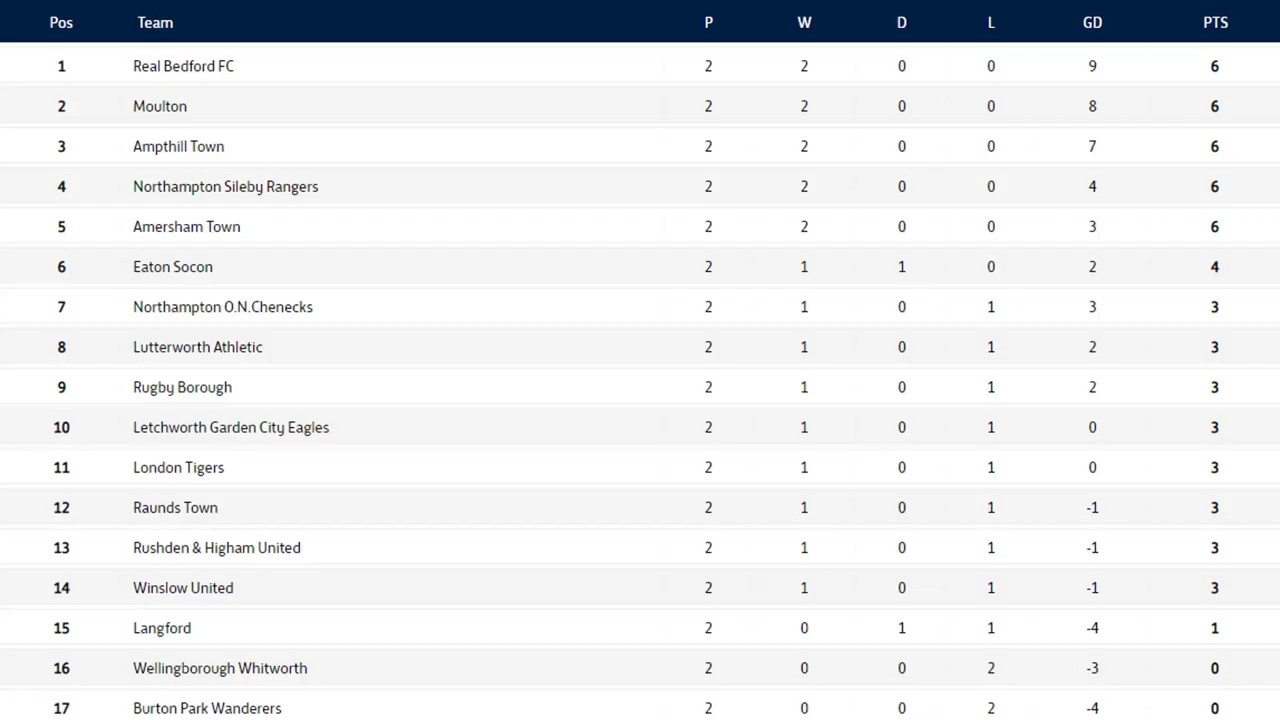 Pos Team P W D L GD PTS
1 Real Bedford FC 2 2 0 0 9 6
2 Moulton 2 2 0 0 8 6
3 Ampthill Town 2 2 0 0 7 6
4 Northampton Sileby Rangers 2 2 0 0 4 6
5 Amersham Town 2 2 0 0 3 6
6 Eaton Socon 2 1 1 0 2 4
7 Northampton O.N.Chenecks 2 1 0 1 3 3
8 Lutterworth Athletic 2 1 0 1 2 3
9 Rugby Borough 2 1 0 1 2 3
10 Letchworth Garden City Eagles 2 1 0 1 0 3
11 London Tigers 2 1 0 1 0 3
12 Raunds Town 2 1 0 1 -1 3
13 Rushden & Higham United 2 1 0 1 -1 3
14 Winslow United 2 1 0 1 -1 3
15 Langford 2 0 1 1 -4 1
16 Wellingborough Whitworth 2 0 0 2 -3 0
17 Burton Park Wanderers 2 0 0 2 -4 0